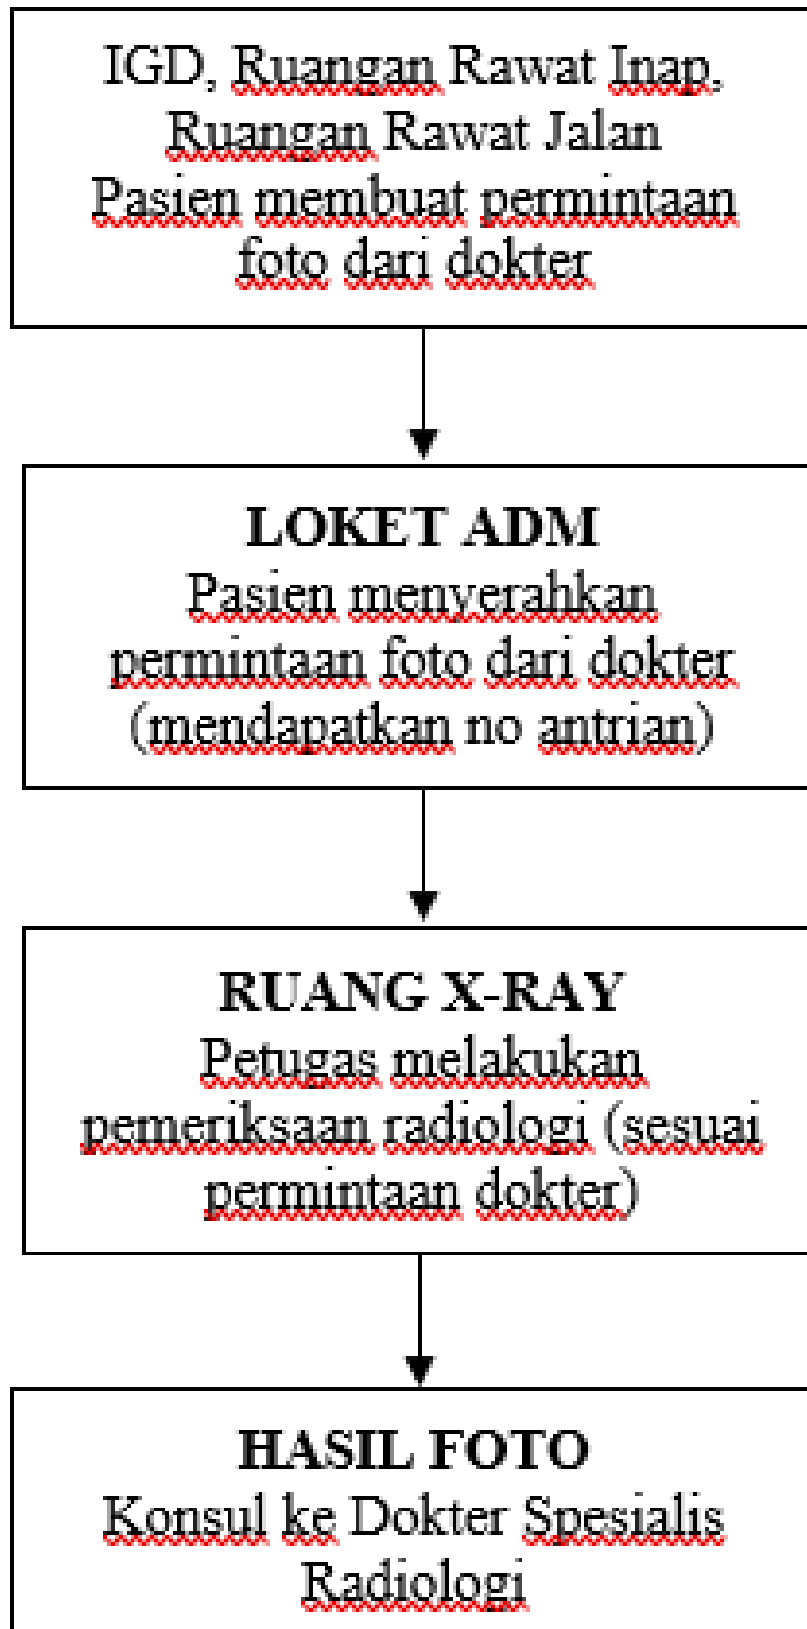 IGD, Ruangan Rawat Inap,
Ruangan Rawat Jalan
Pasien membuat permintaan
foto dari dokter
LOKET ADM
Pasien menyerahkan
permintaan foto dari dokter
(mendapatkan no antrian)
RUANG X-RAY
Petugas melakukan
pemeriksaan radiologi (sesuai
permintaan dokter)
HASIL FOTO
Konsul ke Dokter Spesialis
Radiologi